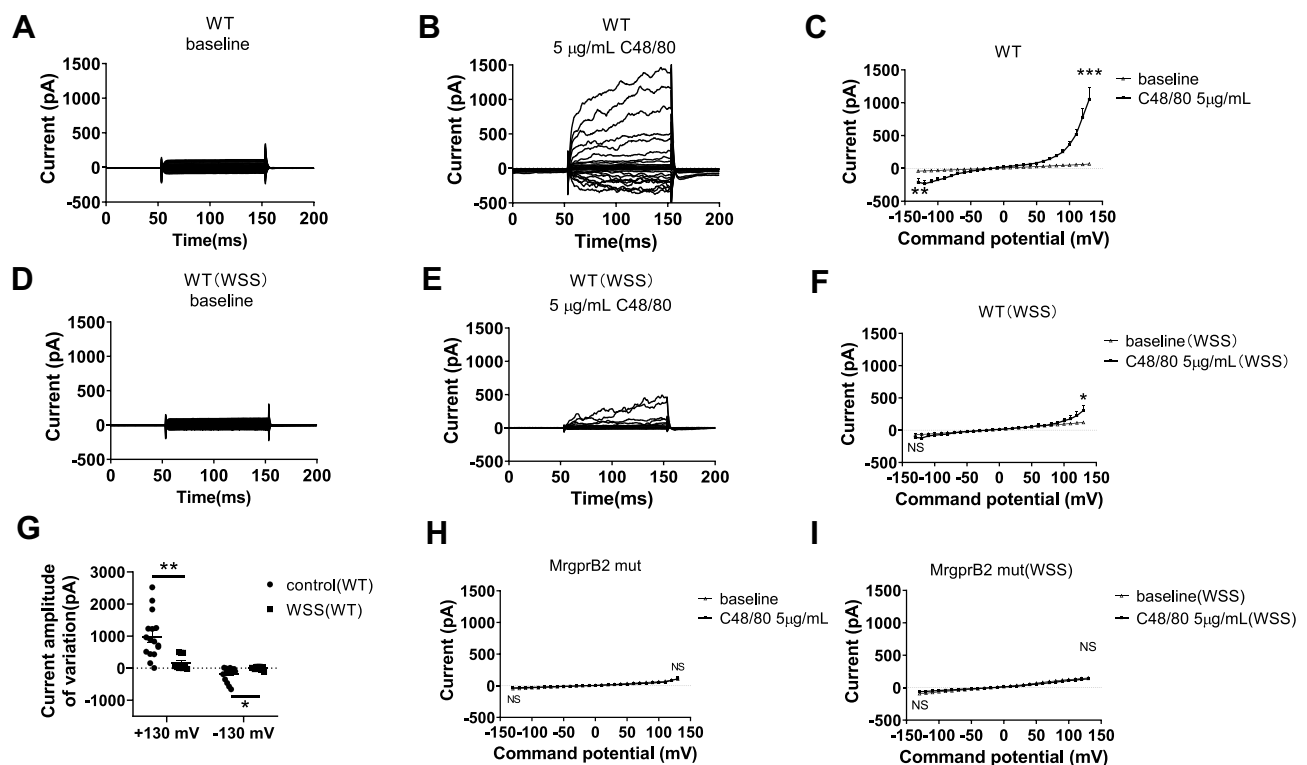 A
WT
baseline
Current (pA)
1500
1000
500
0
-500
0 50 100 150 200
Time(ms)
B
WT
5 μg/mL C48/80
Current (pA)
1500
1000
500
0
-500
0 50 100 150 200
Time(ms)
C
WT
Current (pA)
1500
1000
500
0
-500
***
**
baseline
C48/80 5μg/mL
-150 -100 -50 0 50 100 150
Command potential (mV)
D
WT(WSS)
baseline
Current (pA)
1500
1000
500
0
-500
0 50 100 150 200
Time(ms)
E
WT(WSS)
5 μg/mL C48/80
Current (pA)
1500
1000
500
0
-500
0 50 100 150 200
Time(ms)
F
WT(WSS)
Current (pA)
1500
1000
500
0
-500
*
NS
baseline(WSS)
C48/80 5μg/mL(WSS)
-150 -100 -50 0 50 100 150
Command potential (mV)
G
Current amplitude
of variation(pA)
3000
2000
1000
0
-1000
**
*
control(WT)
WSS(WT)
+130 mV -130 mV
H
MrgprB2 mut
Current (pA)
1500
1000
500
0
-500
NS
NS
baseline
C48/80 5μg/mL
-150 -100 -50 0 50 100 150
Command potential (mV)
I
MrgprB2 mut(WSS)
Current (pA)
1500
1000
500
0
-500
NS
NS
baseline(WSS)
C48/80 5μg/mL(WSS)
-150 -100 -50 0 50 100 150
Command potential (mV)